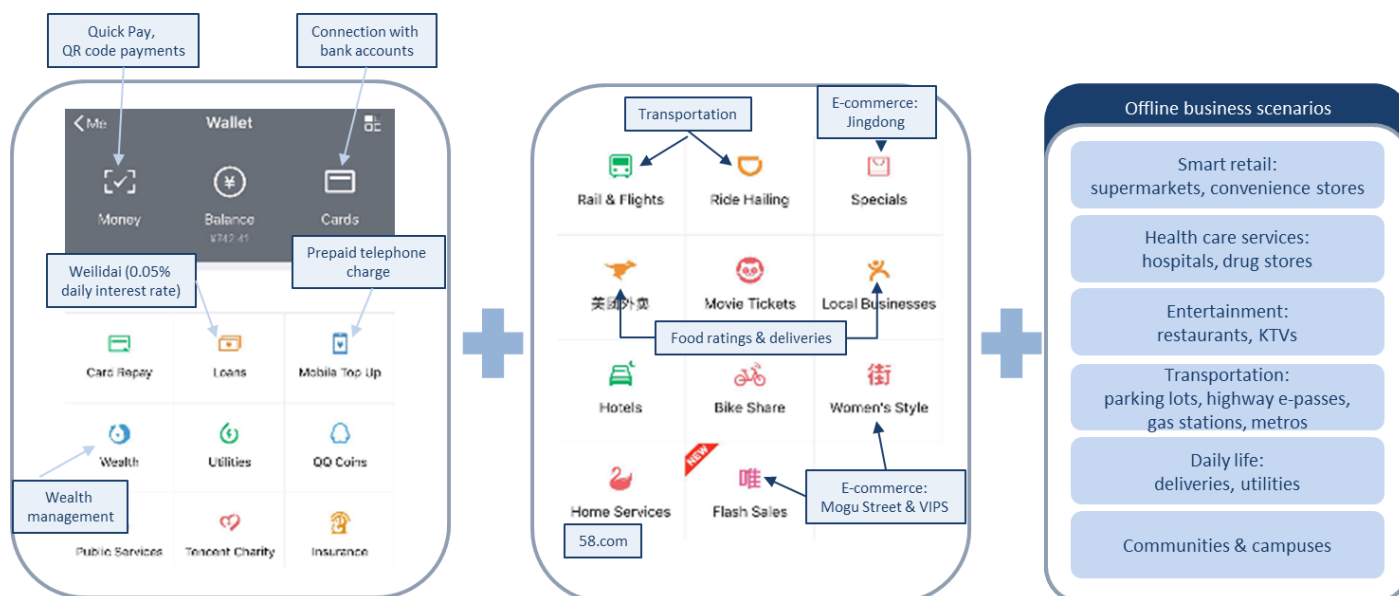 Quick Pay,
QR code payments
Connection with
bank accounts
Me
Wallet
Money
Balance
¥742.41
Cards
Weilidai (0.05%
daily interest rate)
Prepaid telephone
charge
Card Repay
Loans
Mobile Top Up
Wealth
Utilities
QQ Coins
Wealth
management
Public Services
Tencent Charity
Insurance
Transportation
E-commerce:
Jingdong
Rail & Flights
Ride Hailing
Specials
美团外卖
Movie Tickets
Local Businesses
Food ratings & deliveries
Hotels
Bike Share
街
Women's Style
NEW
唯
Home Services
Flash Sales
E-commerce:
Mogu Street & VIPS
58.com
Offline business scenarios
Smart retail:
supermarkets, convenience stores
Health care services:
hospitals, drug stores
Entertainment:
restaurants, KTVs
Transportation:
parking lots, highway e-passes,
gas stations, metros
Daily life:
deliveries, utilities
Communities & campuses